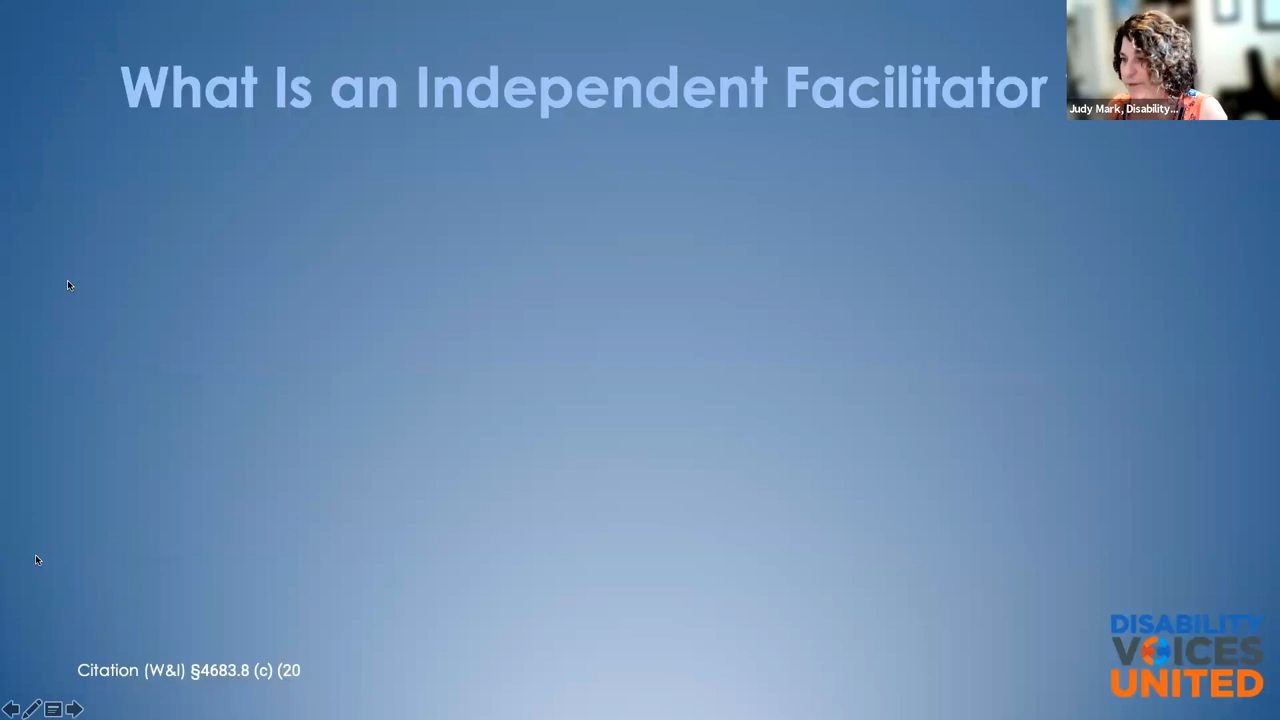 What Is an Independent Facilitator
Judy Mark, Disability...
Citation (W&I) §4683.8 (c) (20
DISABILITY
VOICES
UNITED